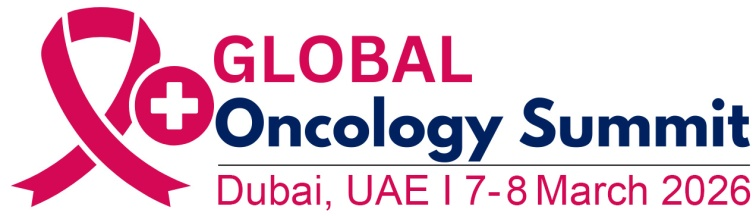 GLOBAL
Oncology Summit
Dubai, UAE | 7-8 March 2026